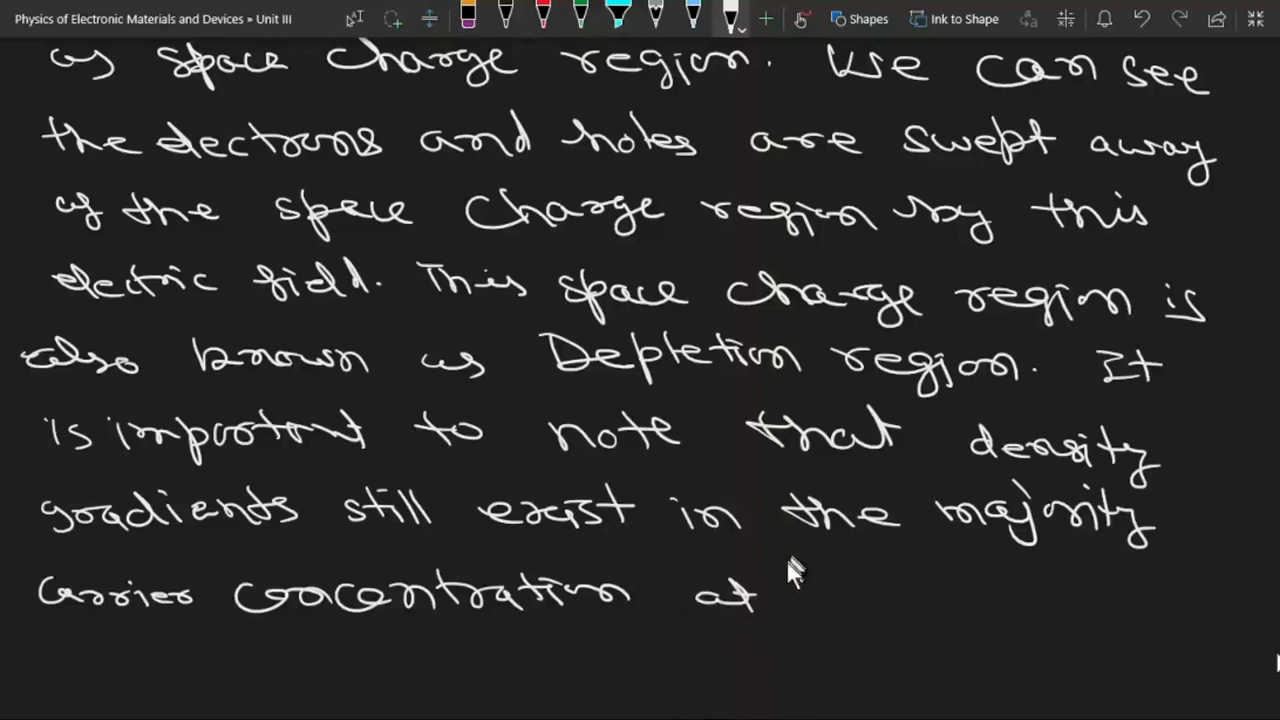 Physics of Electronic Materials and Devices » Unit III
Shapes
Ink to Shape
as space charge region. We can see
the electrons and holes are swept away
of the space charge region by this
electric field. This space charge region is
also known as Depletion region. It
is important to note that density
gradients still exist in the majority
carrier concentration at